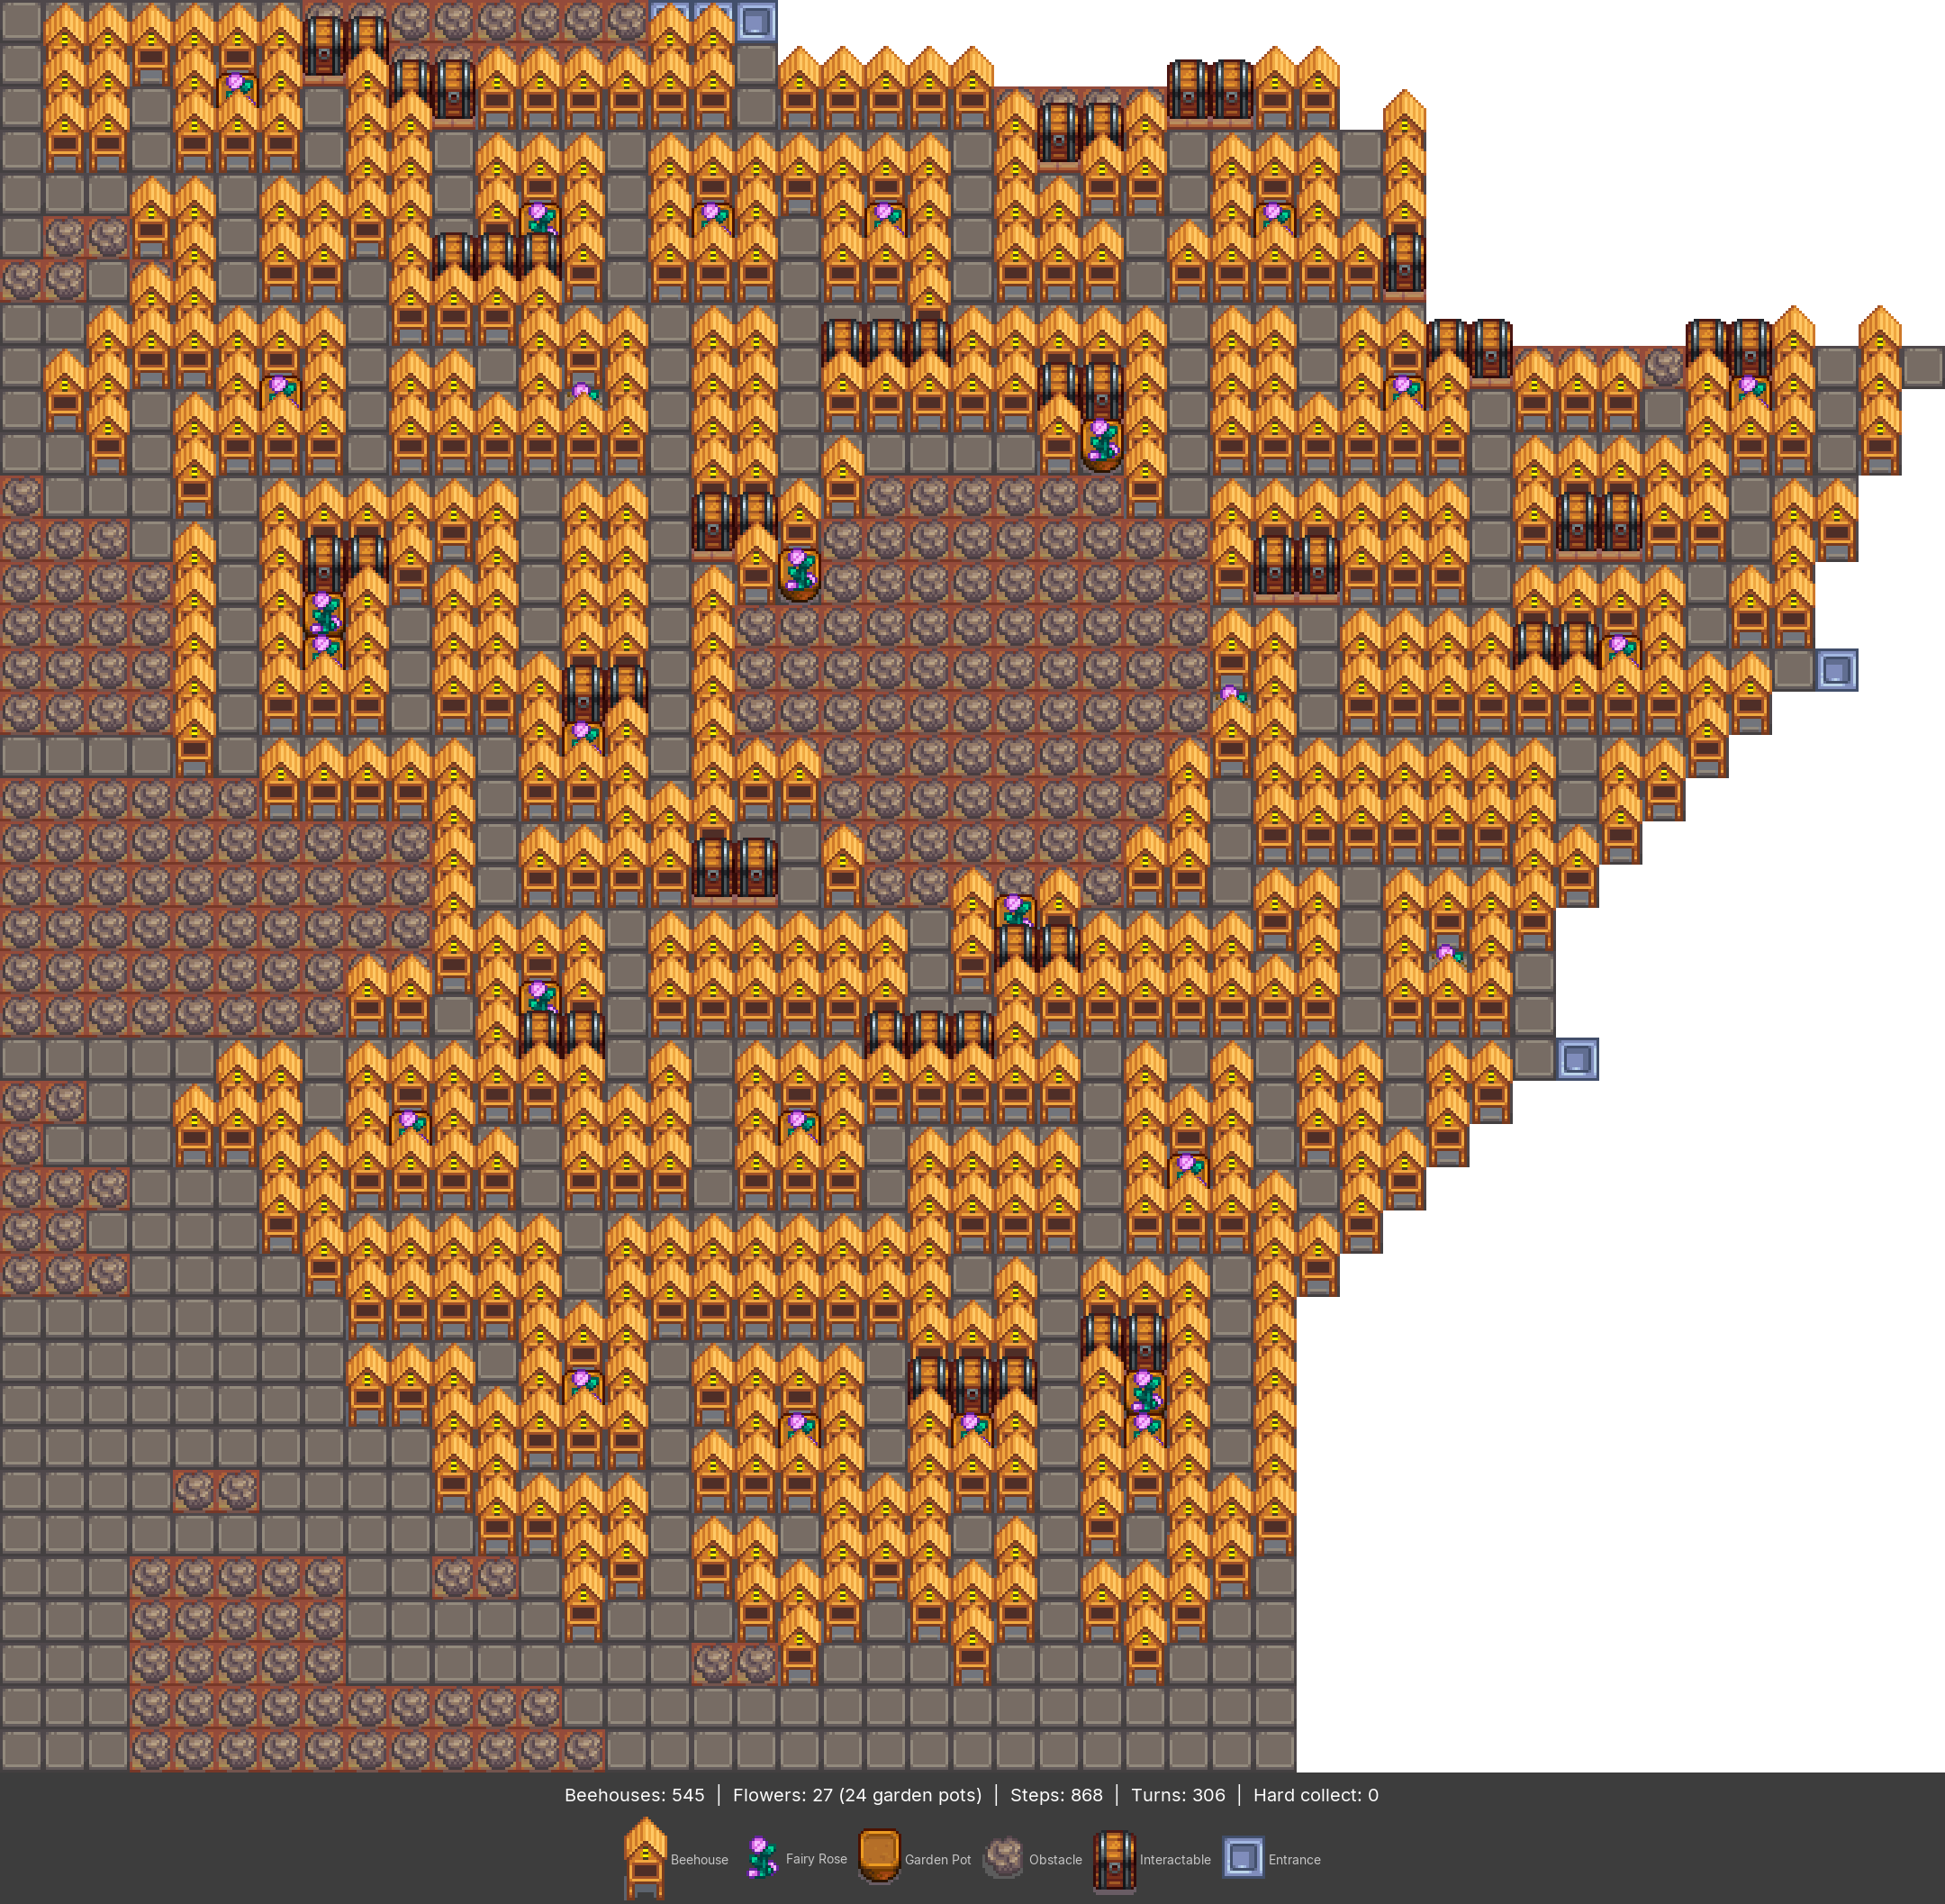 Beehouses: 545 | Flowers: 27 (24 garden pots) | Steps: 868 | Turns: 306 | Hard collect: 0
Beehouse Fairy Rose Garden Pot Obstacle Interactable Entrance